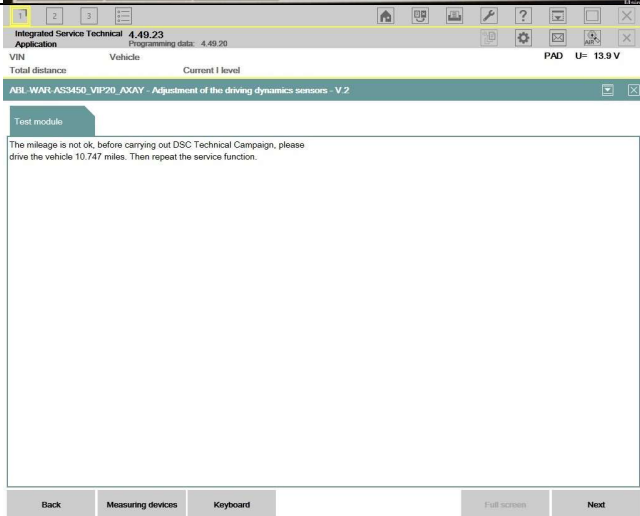 1 2 3 ?
Integrated Service Technical 4.49.23
Application Programming data: 4.49.20
AIR
VIN Vehicle PAD U= 13.9 V
Total distance Current I level
ABL-WAR-AS3450_VIP20_AXAY - Adjustment of the driving dynamics sensors - V.2
Test module
The mileage is not ok, before carrying out DSC Technical Campaign, please
drive the vehicle 10.747 miles. Then repeat the service function.
Back Measuring devices Keyboard Full screen Next